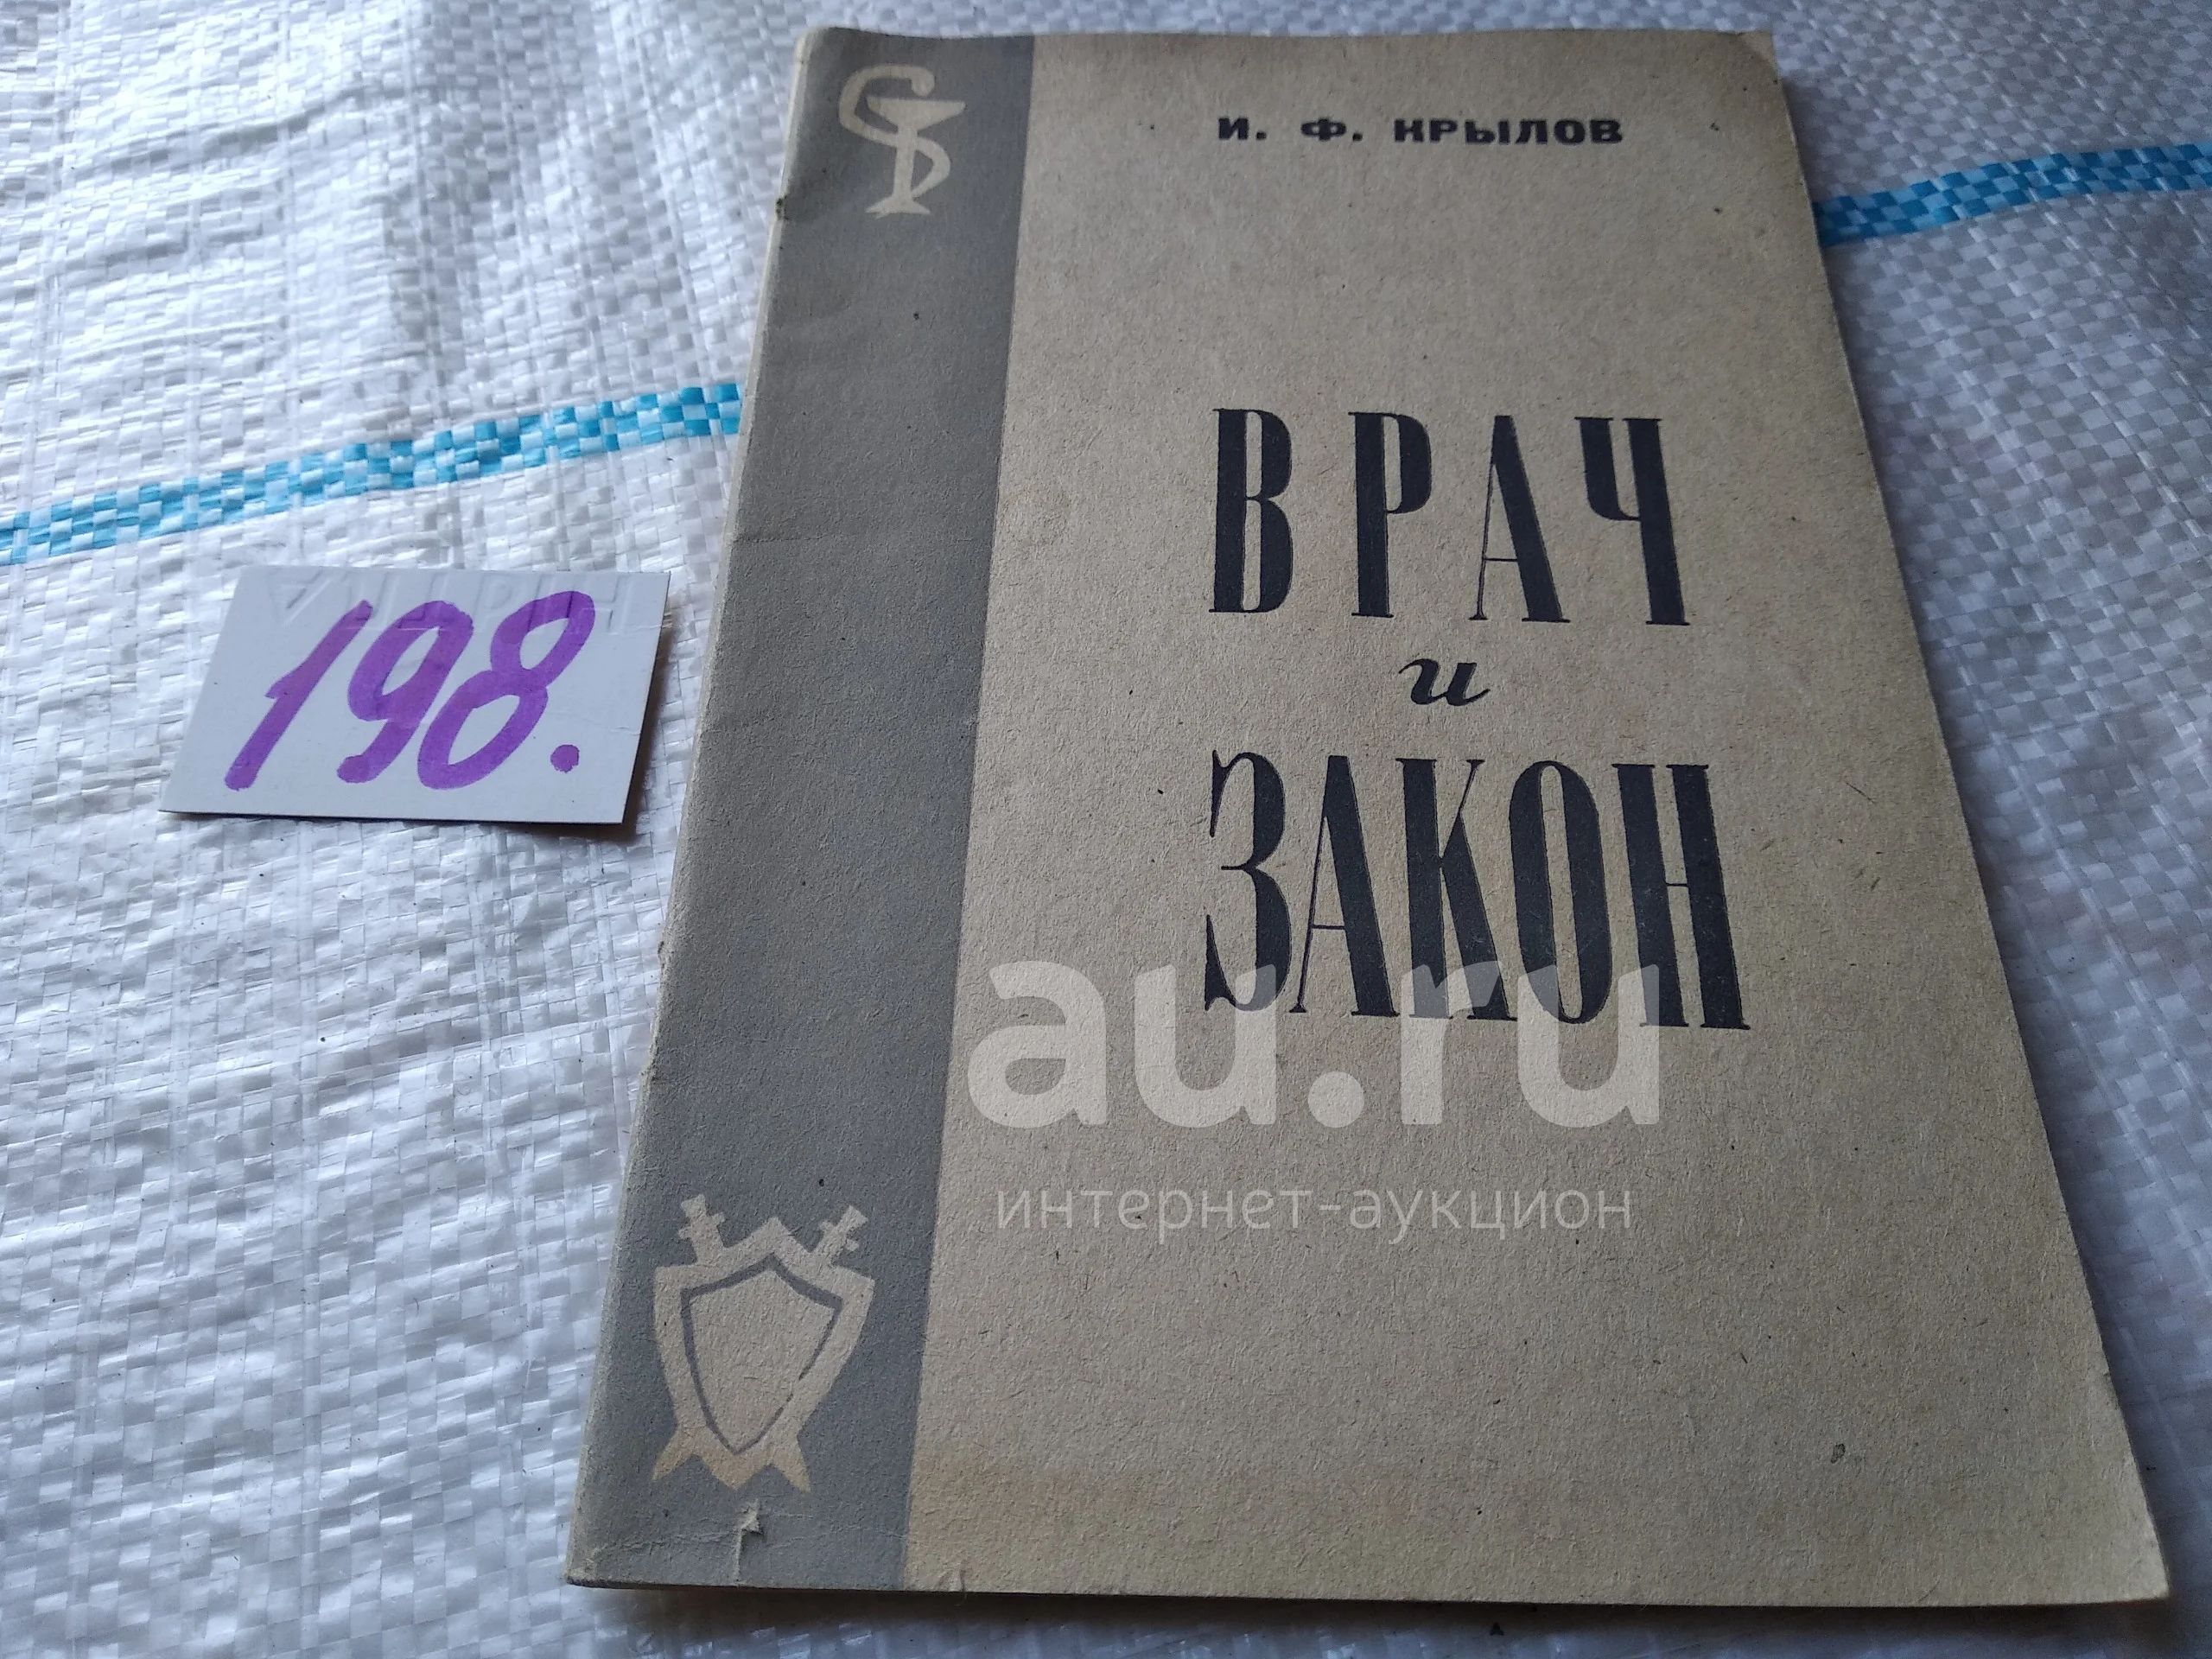 И. Ф. КРЫЛОВ
ВРАЧ
и
ЗАКОН
198.
au.ru
интернет-аукцион